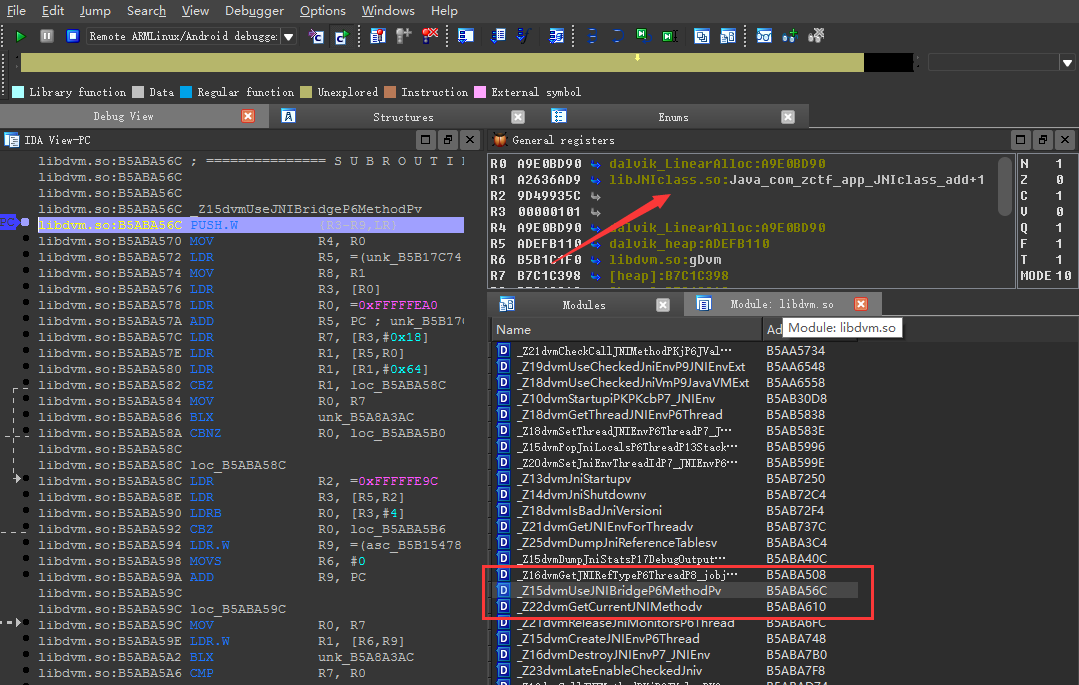 File Edit Jump Search View Debugger Options Windows Help
Remote ARMLinux/Android debugge:
Library function Data Regular function Unexplored Instruction External symbol
Debug View Structures Enums
IDA View-PC
libdvm.so:B5ABA56C ; =============== S U B R O U T I
libdvm.so:B5ABA56C
libdvm.so:B5ABA56C
libdvm.so:B5ABA56C _Z15dvmUseJNIBridgeP6MethodPv
PC libdvm.so:B5ABA56C PUSH.W {R3-R9,LR}
libdvm.so:B5ABA570 MOV R4, R0
libdvm.so:B5ABA572 LDR R5, =(unk_B5B17C74
libdvm.so:B5ABA574 MOV R8, R1
libdvm.so:B5ABA576 LDR R3, [R0]
libdvm.so:B5ABA578 LDR R0, =0xFFFFFEA0
libdvm.so:B5ABA57A ADD R5, PC ; unk_B5B17C
libdvm.so:B5ABA57C LDR R7, [R3,#0x18]
libdvm.so:B5ABA57E LDR R1, [R5,R0]
libdvm.so:B5ABA580 LDR R1, [R1,#0x64]
libdvm.so:B5ABA582 CBZ R1, loc_B5ABA58C
libdvm.so:B5ABA584 MOV R0, R7
libdvm.so:B5ABA586 BLX unk_B5A8A3AC
libdvm.so:B5ABA58A CBNZ R0, loc_B5ABA5B0
libdvm.so:B5ABA58C
libdvm.so:B5ABA58C loc_B5ABA58C
libdvm.so:B5ABA58C LDR R2, =0xFFFFFE9C
libdvm.so:B5ABA58E LDR R3, [R5,R2]
libdvm.so:B5ABA590 LDRB R0, [R3,#4]
libdvm.so:B5ABA592 CBZ R0, loc_B5ABA5B6
libdvm.so:B5ABA594 LDR.W R9, =(asc_B5B15478
libdvm.so:B5ABA598 MOVS R6, #0
libdvm.so:B5ABA59A ADD R9, PC
libdvm.so:B5ABA59C
libdvm.so:B5ABA59C loc_B5ABA59C
libdvm.so:B5ABA59C MOV R0, R7
libdvm.so:B5ABA59E LDR.W R1, [R6,R9]
libdvm.so:B5ABA5A2 BLX unk_B5A8A3AC
libdvm.so:B5ABA5A6 CMP R7, R0
General registers
R0 A9E0BD90 dalvik_LinearAlloc:A9E0BD90
R1 A2636AD9 libJNIclass.so:Java_com_zctf_app_JNIclass_add+1
R2 9D49935C
R3 00000101
R4 A9E0BD90 dalvik_LinearAlloc:A9E0BD90
R5 ADEFB110 dalvik_heap:ADEFB110
R6 B5B1C1F0 libdvm.so:gDvm
R7 B7C1C398 [heap]:B7C1C398
N 1
Z 0
C 1
V 0
Q 0
F 0
T 1
MODE 10
Modules Module: libdvm.so
Name Ad
Module: libdvm.so
_Z21dvmCheckCallJNIMethodPKjP6JVal… B5AA5734
_Z19dvmUseCheckedJniEnvP9JNIEnvExt B5AA6548
_Z18dvmUseCheckedJniVmP9JavaVMExt B5AA6558
_Z10dvmStartupiPKPKcbP7_JNIEnv B5AB30D8
_Z18dvmGetThreadJNIEnvP6Thread B5AB5838
_Z18dvmSetThreadJNIEnvP6ThreadP7_J… B5AB583E
_Z15dvmPopJniLocalsP6ThreadP13Stack… B5AB5996
_Z20dvmSetJniEnvThreadIdP7_JNIEnvP6… B5AB599E
_Z13dvmJniStartupv B5AB7250
_Z14dvmJniShutdownv B5AB72C4
_Z18dvmIsBadJniVersioni B5AB72F4
_Z21dvmGetJNIEnvForThreadv B5AB737C
_Z25dvmDumpJniReferenceTablesv B5ABA3C4
_Z15dvmDumpJniStatsP17DebugOutput… B5ABA40C
_Z16dvmGetJNIRefTypeP6ThreadP8_jobj… B5ABA508
_Z15dvmUseJNIBridgeP6MethodPv B5ABA56C
_Z22dvmGetCurrentJNIMethodv B5ABA610
_Z21dvmReleaseJniMonitorsP6Thread B5ABA6FC
_Z15dvmCreateJNIEnvP6Thread B5ABA748
_Z16dvmDestroyJNIEnvP7_JNIEnv B5ABA7B0
_Z23dvmLateEnableCheckedJniv B5ABA7F8